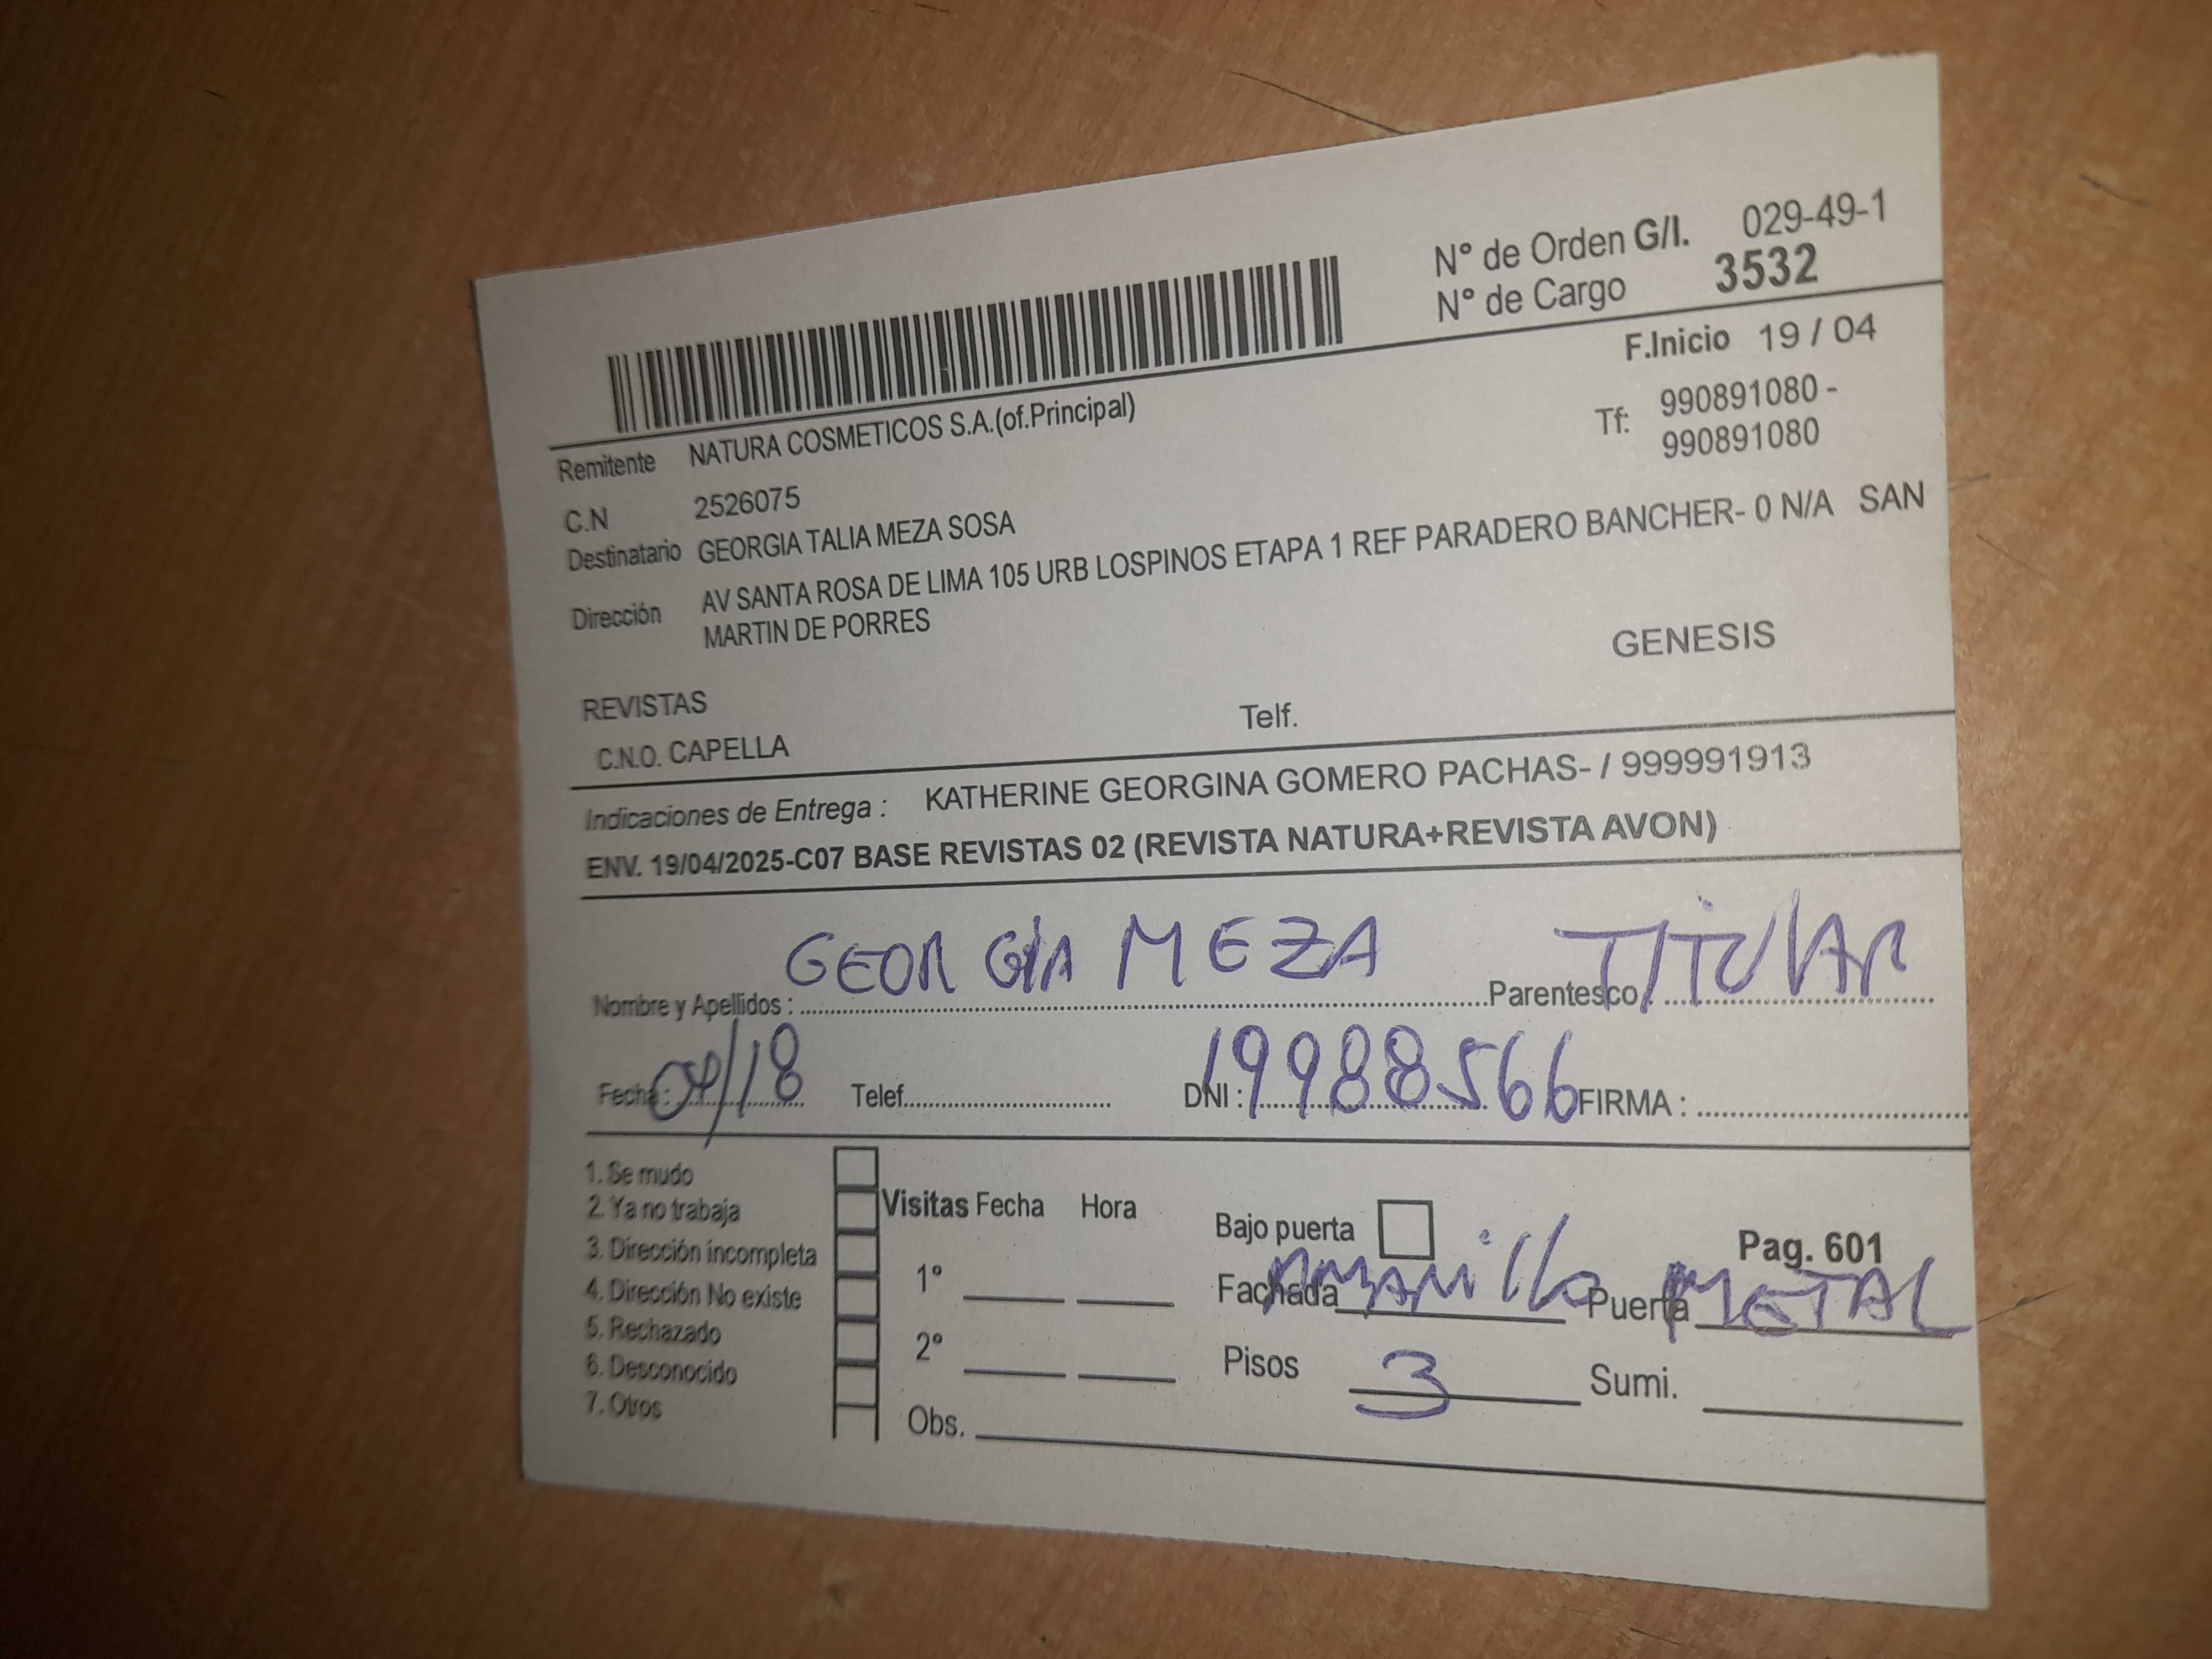 N° de Orden G/I. 029-49-1
N° de Cargo 3532
F.Inicio 19 / 04
Remitente NATURA COSMETICOS S.A.(of.Principal)
Tf: 990891080 -
990891080
C.N 2526075
Destinatario GEORGIA TALIA MEZA SOSA
Dirección AV SANTA ROSA DE LIMA 105 URB LOSPINOS ETAPA 1 REF PARADERO BANCHER- 0 N/A SAN
MARTIN DE PORRES
GENESIS
REVISTAS
C.N.O. CAPELLA Telf.
Indicaciones de Entrega : KATHERINE GEORGINA GOMERO PACHAS- / 999991913
ENV. 19/04/2025-C07 BASE REVISTAS 02 (REVISTA NATURA+REVISTA AVON)
Nombre y Apellidos : GEORGIA MEZA Parentesco : TITULAR
Fecha : 04/18 Telef. DNI : 19988566 FIRMA :
1. Se mudo
2. Ya no trabaja
3. Dirección incompleta
4. Dirección No existe
5. Rechazado
6. Desconocido
7. Otros
Visitas Fecha Hora
1°
2°
Obs.
Bajo puerta
Pag. 601
Fachada Amarillo Puerta METAL
Pisos 3 Sumi.